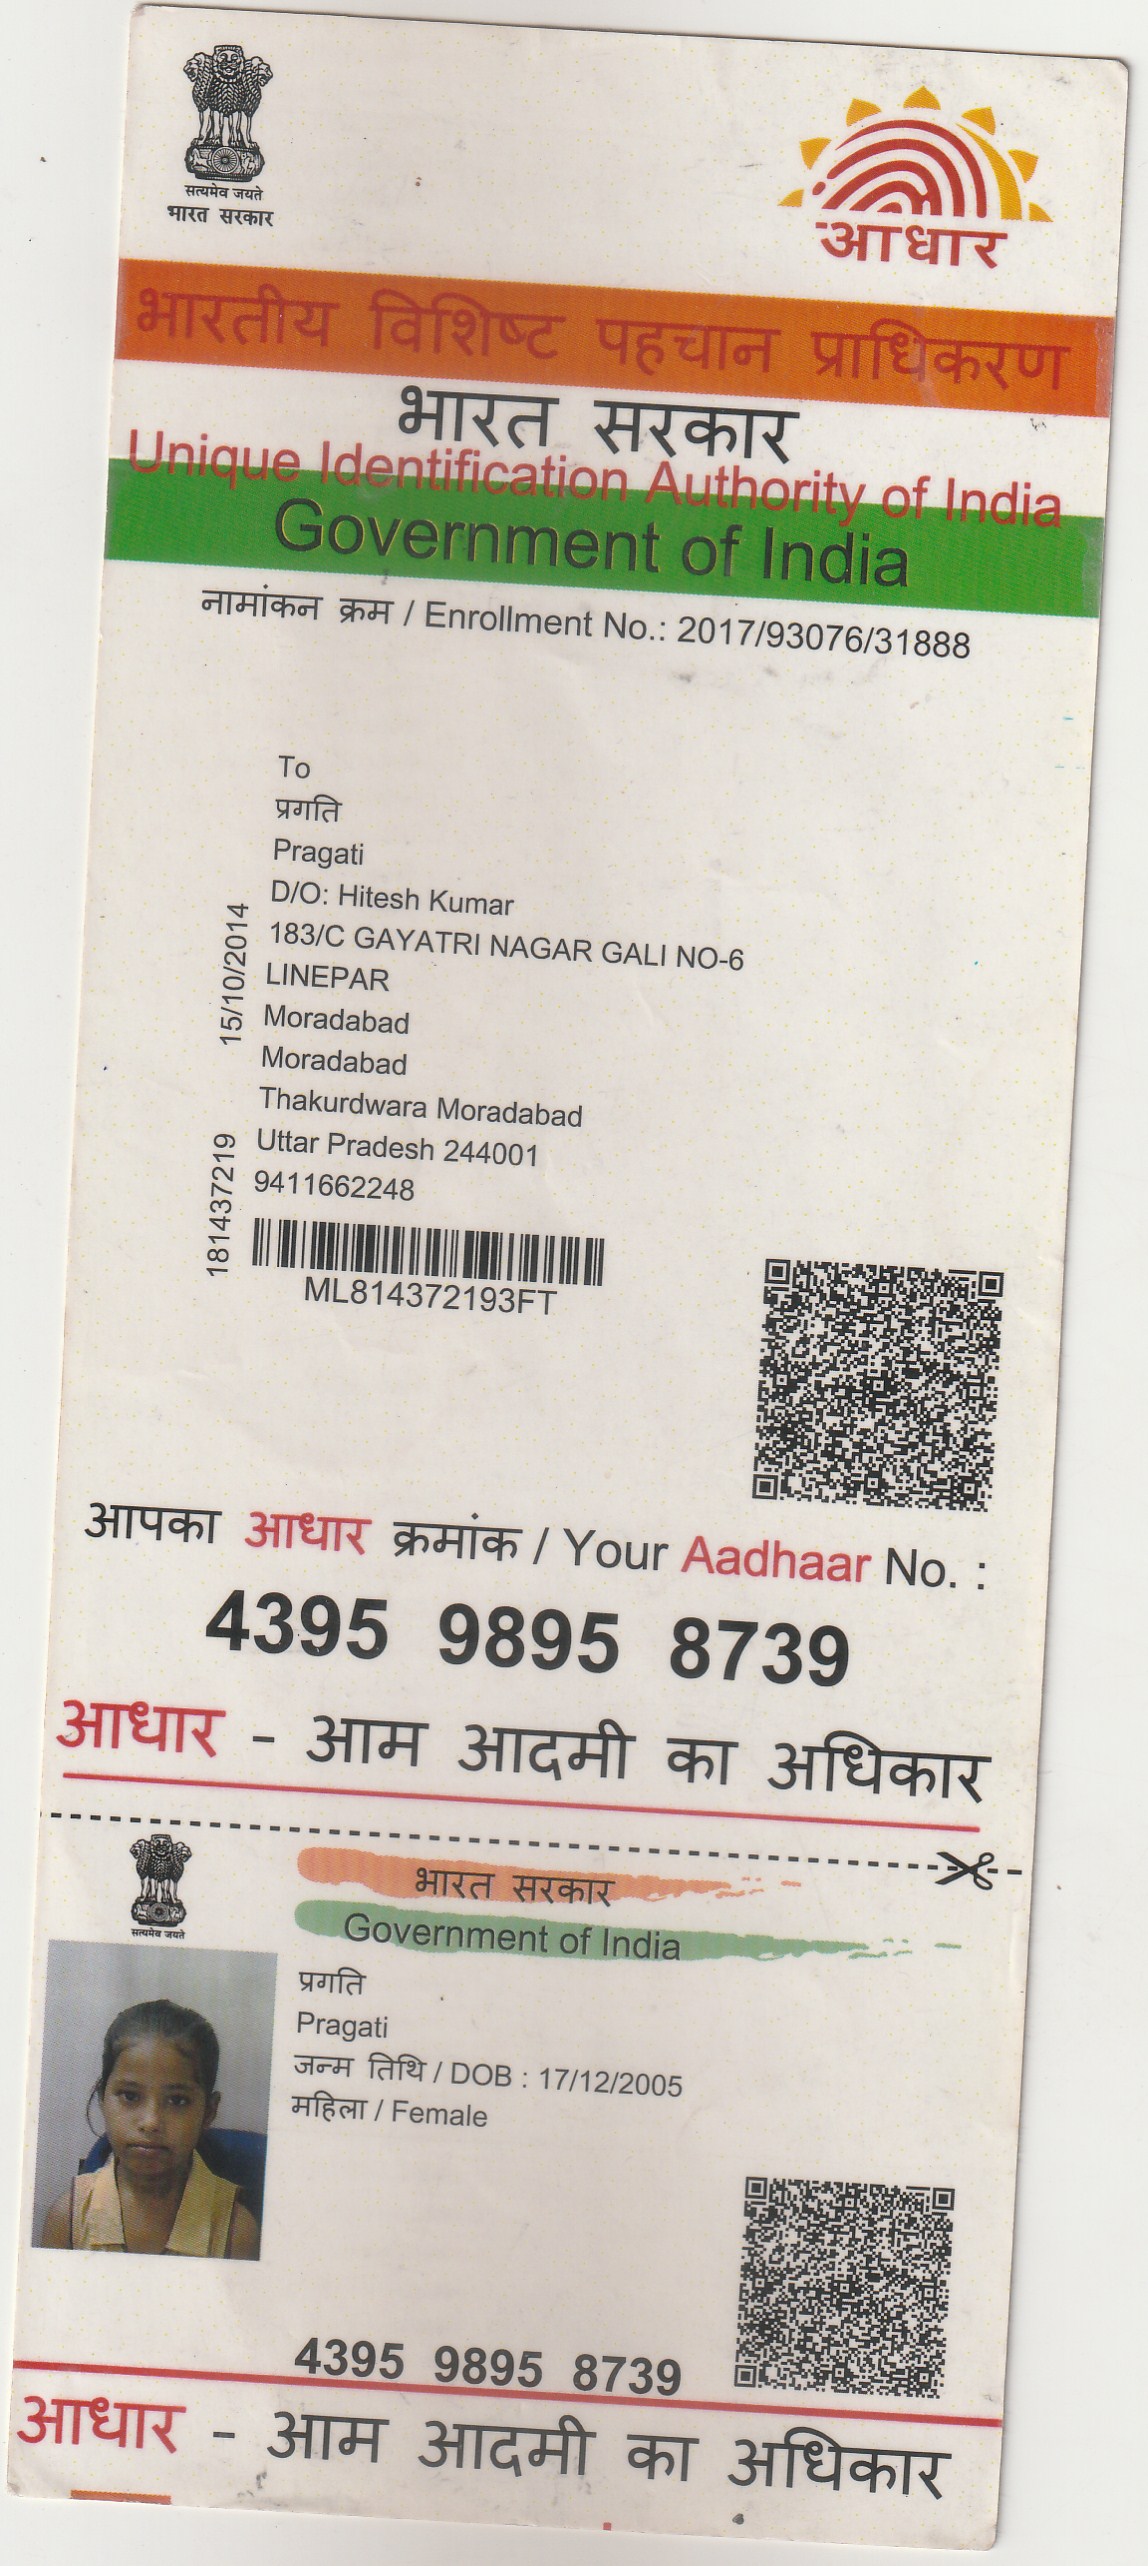 सत्यमेव जयते
भारत सरकार
आधार
भारतीय विशिष्ट पहचान प्राधिकरण
भारत सरकार
Unique Identification Authority of India
Government of India
नामांकन क्रम / Enrollment No.: 2017/93076/31888
To
प्रगति
Pragati
D/O: Hitesh Kumar
183/C GAYATRI NAGAR GALI NO-6
LINEPAR
Moradabad
Moradabad
Thakurdwara Moradabad
Uttar Pradesh 244001
9411662248
15/10/2014
181437219
ML814372193FT
आपका आधार क्रमांक / Your Aadhaar No. :
4395 9895 8739
आधार - आम आदमी का अधिकार
सत्यमेव जयते
भारत सरकार
Government of India
प्रगति
Pragati
जन्म तिथि / DOB : 17/12/2005
महिला / Female
4395 9895 8739
आधार - आम आदमी का अधिकार